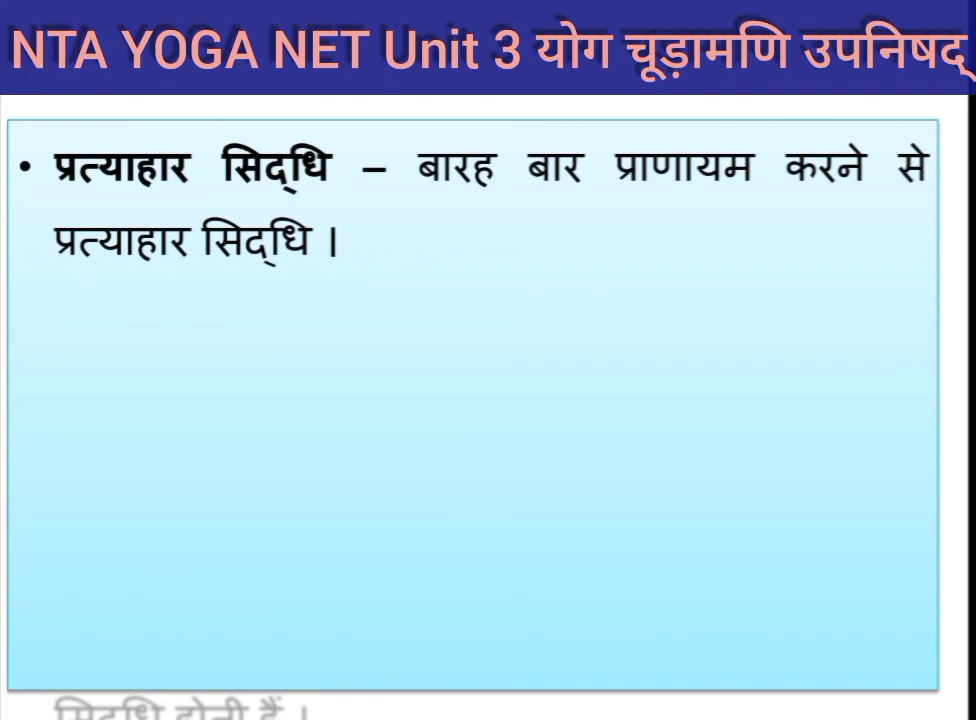 NTA YOGA NET Unit 3 योग चूड़ामणि उपनिषद्
• प्रत्याहार सिद्धि – बारह बार प्राणायम करने से
प्रत्याहार सिद्धि ।
सिद्धि होती हैं ।